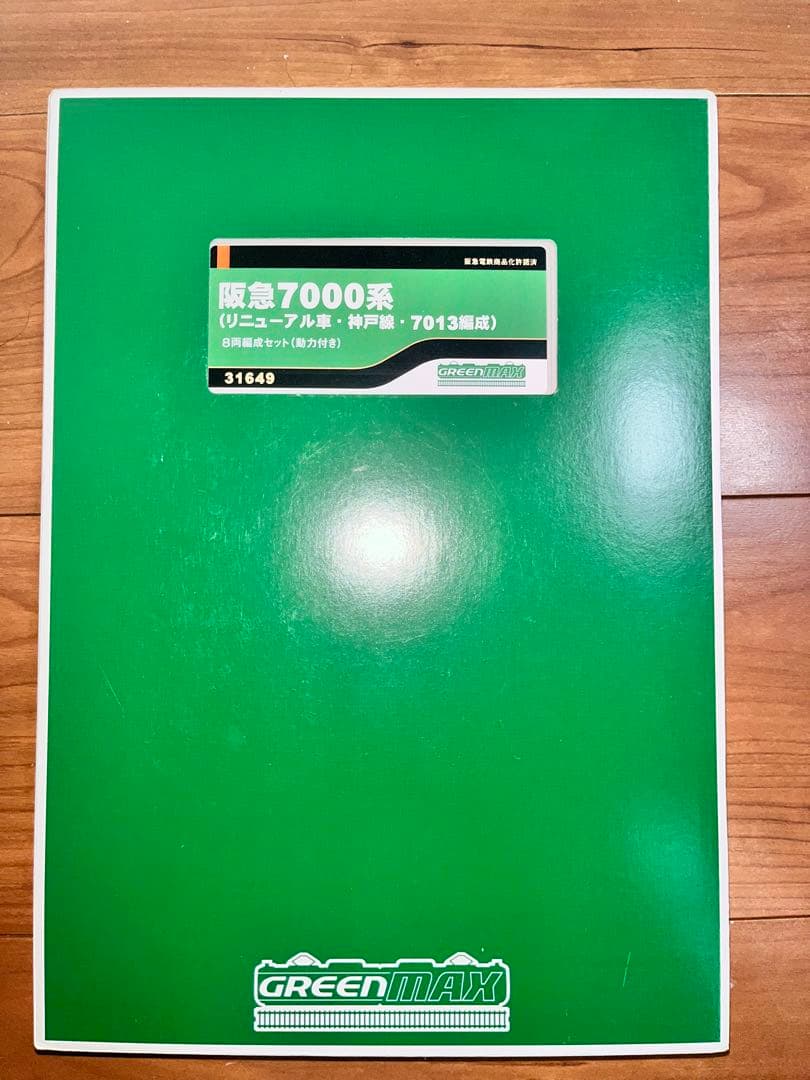 阪急電鉄商品化許諾済
阪急7000系
(リニューアル車・神戸線・7013編成)
8両編成セット(動力付き)
31649
GREENMAX
GREENMAX